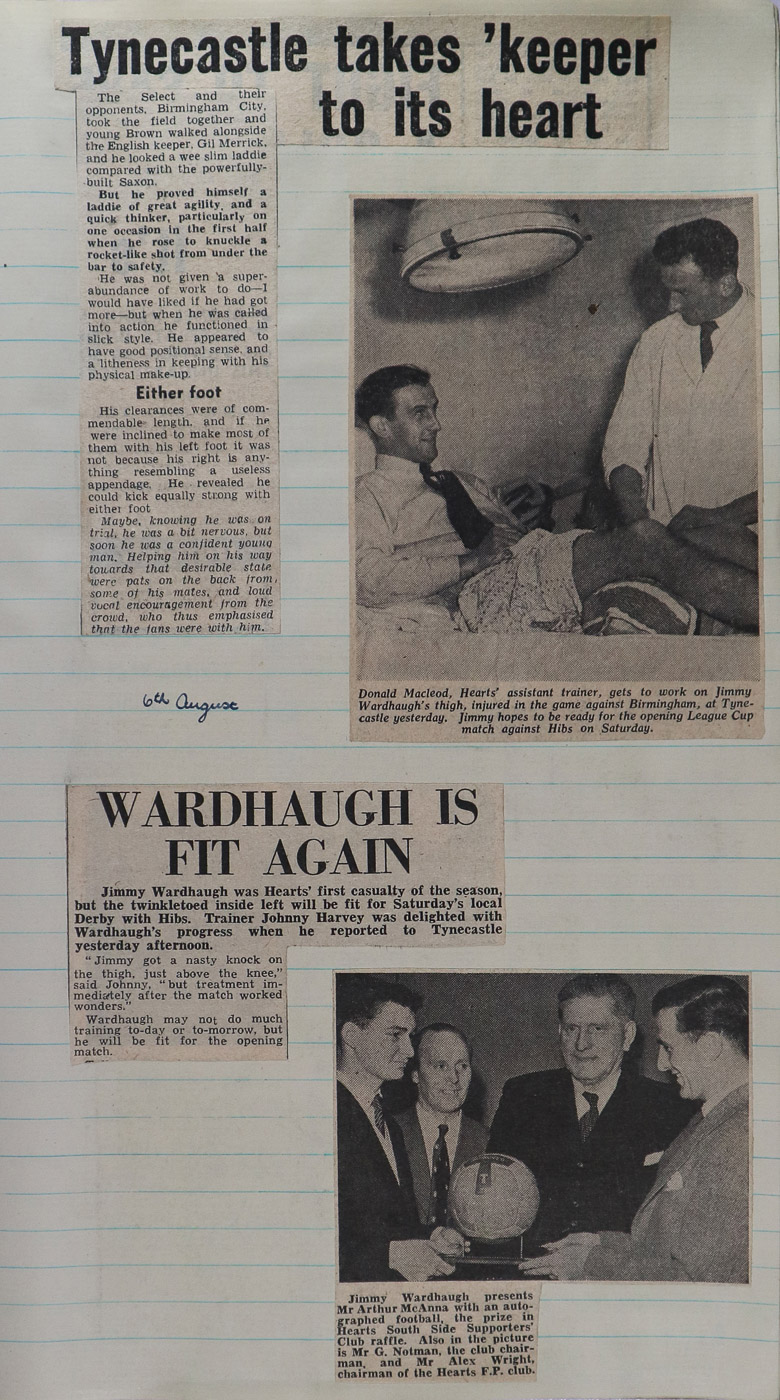 Tynecastle takes 'keeper
to its heart
The Select and their
opponents, Birmingham City,
took the field together and
young Brown walked alongside
the English keeper, Gil Merrick,
and he looked a wee slim laddie
compared with the powerfully-
built Saxon.
But he proved himself a
laddie of great agility, and a
quick thinker, particularly on
one occasion in the first half
when he rose to knuckle a
rocket-like shot from under the
bar to safety.
He was not given a super-
abundance of work to do—I
would have liked if he had got
more—but when he was called
into action he functioned in
slick style. He appeared to
have good positional sense, and
a litheness in keeping with his
physical make-up.
Either foot
His clearances were of com-
mendable length, and if he
were inclined to make most of
them with his left foot it was
not because his right is any-
thing resembling a useless
appendage. He revealed he
could kick equally strong with
either foot
Maybe, knowing he was on
trial, he was a bit nervous, but
soon he was a confident young
man. Helping him on his way
towards that desirable state
were pats on the back from
some of his mates, and loud
vocal encouragement from the
crowd, who thus emphasised
that the fans were with him.
6th August
Donald Macleod, Hearts' assistant trainer, gets to work on Jimmy
Wardhaugh's thigh, injured in the game against Birmingham, at Tyne-
castle yesterday. Jimmy hopes to be ready for the opening League Cup
match against Hibs on Saturday.
WARDHAUGH IS
FIT AGAIN
Jimmy Wardhaugh was Hearts' first casualty of the season,
but the twinkletoed inside left will be fit for Saturday's local
Derby with Hibs. Trainer Johnny Harvey was delighted with
Wardhaugh's progress when he reported to Tynecastle
yesterday afternoon.
"Jimmy got a nasty knock on
the thigh, just above the knee,"
said Johnny, "but treatment im-
mediately after the match worked
wonders."
Wardhaugh may not do much
training to-day or to-morrow, but
he will be fit for the opening
match.
T
Jimmy Wardhaugh presents
Mr Arthur McAnna with an auto-
graphed football, the prize in
Hearts South Side Supporters'
Club raffle. Also in the picture
is Mr G. Notman, the club chair-
man, and Mr Alex Wright,
chairman of the Hearts F.P. club.